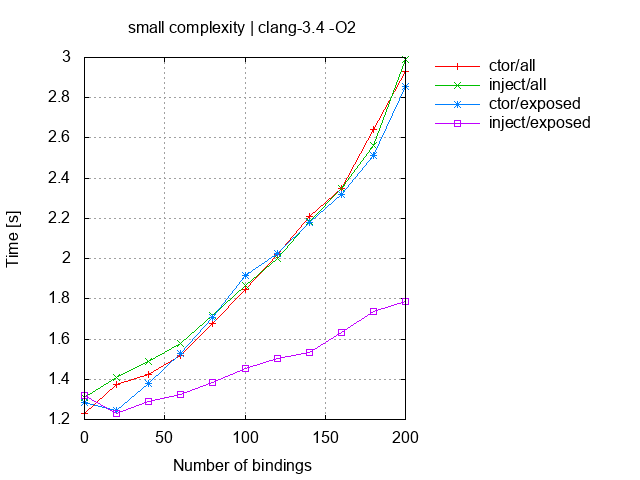 small complexity | clang-3.4 -O2
3
2.8
2.6
2.4
2.2
2
1.8
1.6
1.4
1.2
Time [s]
0
50
100
150
200
Number of bindings
ctor/all
inject/all
ctor/exposed
inject/exposed